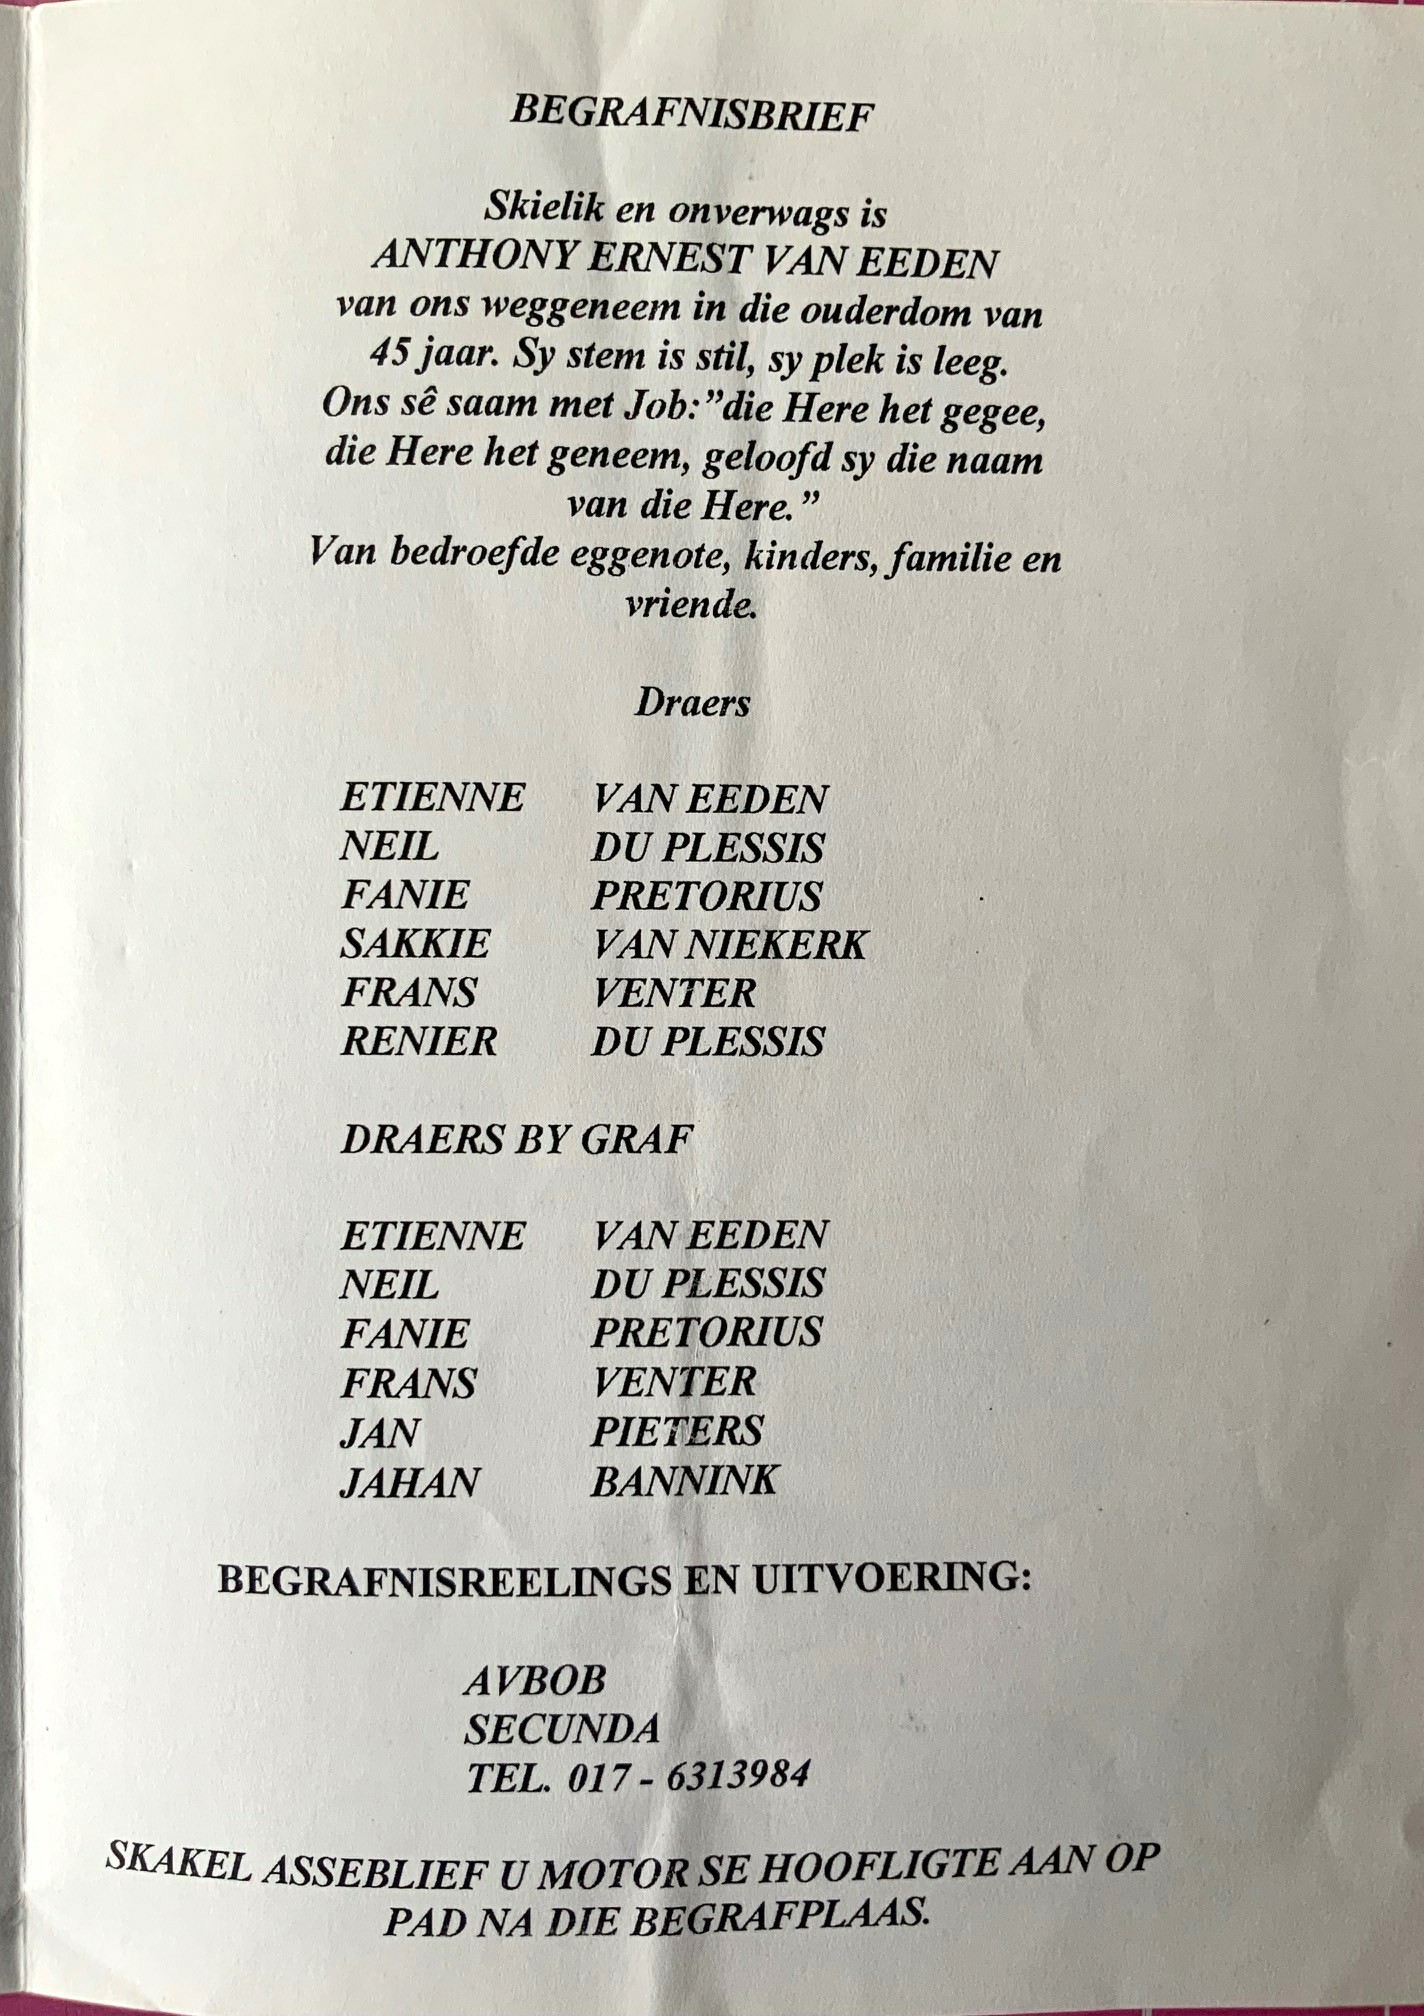 BEGRAFNISBRIEF
Skielik en onverwags is
ANTHONY ERNEST VAN EEDEN
van ons weggeneem in die ouderdom van
45 jaar. Sy stem is stil, sy plek is leeg.
Ons sê saam met Job:”die Here het gegee,
die Here het geneem, geloofd sy die naam
van die Here.”
Van bedroefde eggenote, kinders, familie en
vriende.
Draers
ETIENNE VAN EEDEN
NEIL DU PLESSIS
FANIE PRETORIUS
SAKKIE VAN NIEKERK
FRANS VENTER
RENIER DU PLESSIS
DRAERS BY GRAF
ETIENNE VAN EEDEN
NEIL DU PLESSIS
FANIE PRETORIUS
FRANS VENTER
JAN PIETERS
JAHAN BANNINK
BEGRAFNISREELINGS EN UITVOERING:
AVBOB
SECUNDA
TEL. 017 - 6313984
SKAKEL ASSEBLIEF U MOTOR SE HOOFLIGTE AAN OP
PAD NA DIE BEGRAFPLAAS.